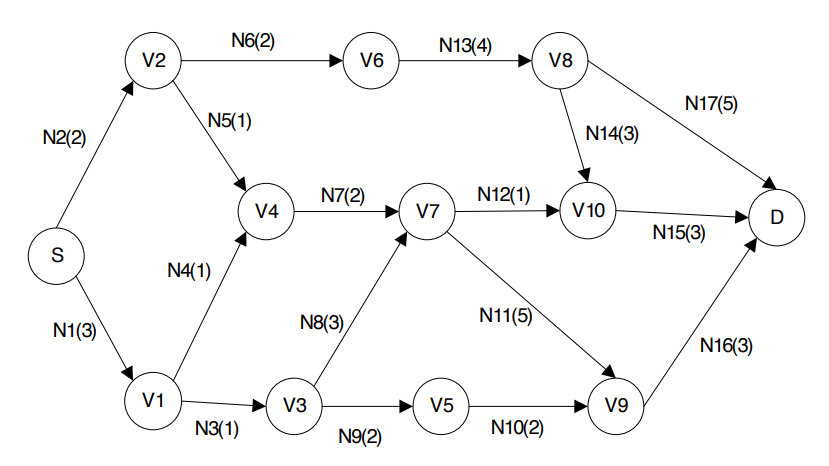 N6(2)
N13(4)
V2
V6
V8
N17(5)
N2(2)
N5(1)
N14(3)
N7(2)
N12(1)
V4
V7
V10
D
N15(3)
S
N4(1)
N8(3)
N11(5)
N1(3)
N16(3)
V1
V3
V5
V9
N3(1)
N9(2)
N10(2)